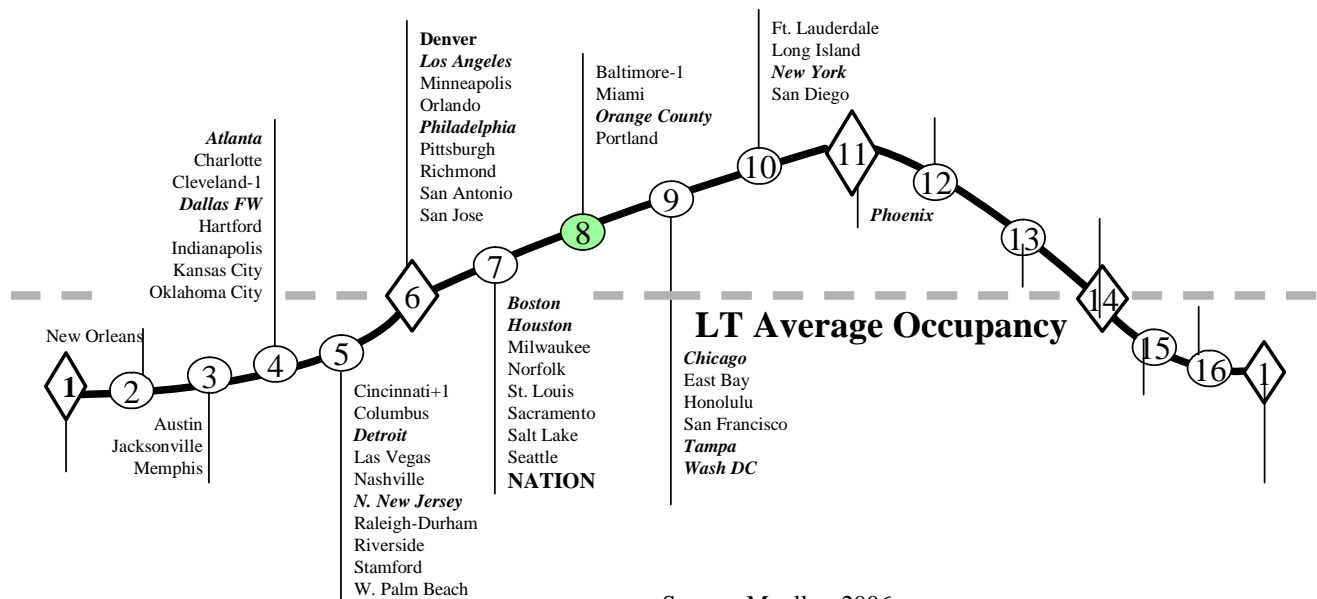 Denver
Los Angeles
Minneapolis
Orlando
Philadelphia
Pittsburgh
Richmond
San Antonio
San Jose
Baltimore-1
Miami
Orange County
Portland
Ft. Lauderdale
Long Island
New York
San Diego
Atlanta
Charlotte
Cleveland-1
Dallas FW
Hartford
Indianapolis
Kansas City
Oklahoma City
Phoenix
New Orleans
Austin
Jacksonville
Memphis
Cincinnati+1
Columbus
Detroit
Las Vegas
Nashville
N. New Jersey
Raleigh-Durham
Riverside
Stamford
W. Palm Beach
Boston
Houston
Milwaukee
Norfolk
St. Louis
Sacramento
Salt Lake
Seattle
NATION
LT Average Occupancy
Chicago
East Bay
Honolulu
San Francisco
Tampa
Wash DC
1
2
3
4
5
6
7
8
9
10
11
12
13
14
15
16
1